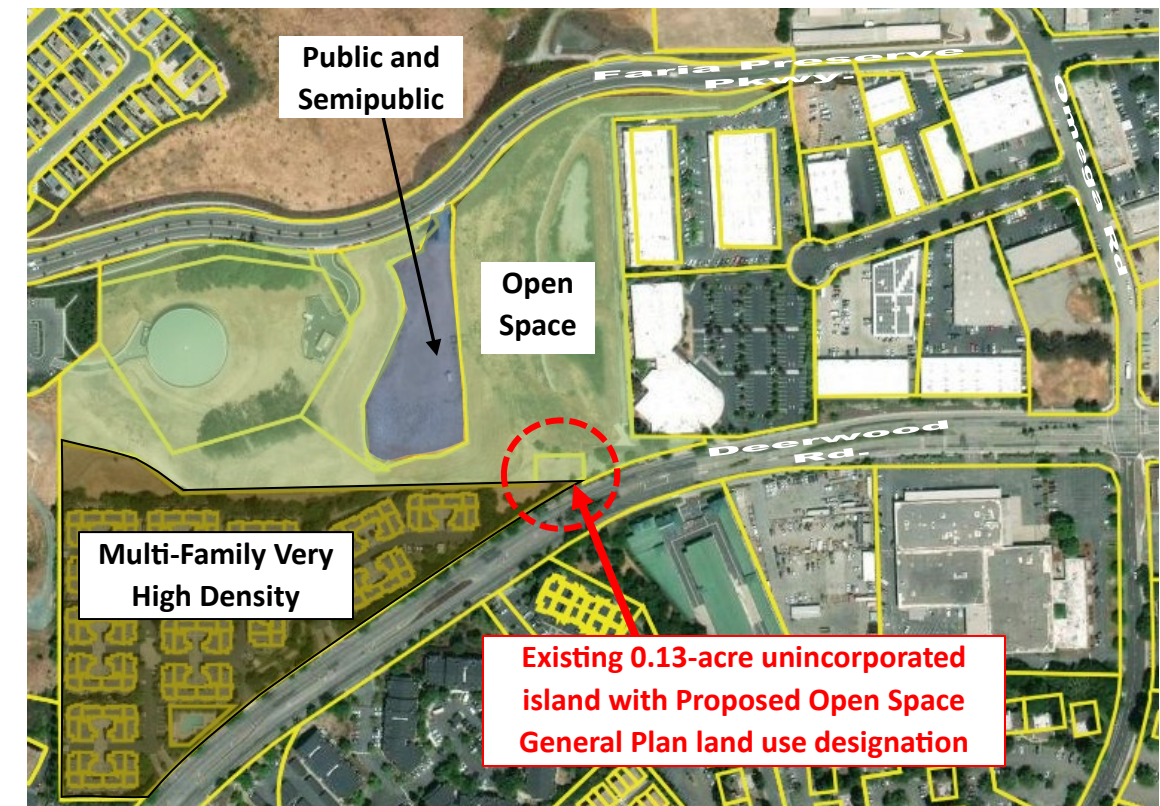 Public and
Semipublic
Faria Preserve
Pkwy.
Omega Rd
Open
Space
Deerwood
Rd.
Multi-Family Very
High Density
Existing 0.13-acre unincorporated
island with Proposed Open Space
General Plan land use designation